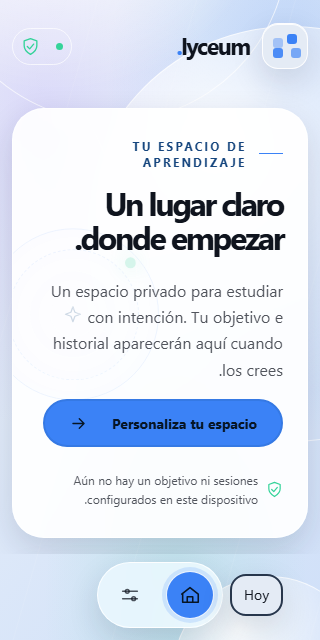 .lyceum
TU ESPACIO DE
APRENDIZAJE
Un lugar claro
.donde empezar
Un espacio privado para estudiar
con intención. Tu objetivo e
historial aparecerán aquí cuando
.los crees
Personaliza tu espacio
Aún no hay un objetivo ni sesiones
.configurados en este dispositivo
Hoy